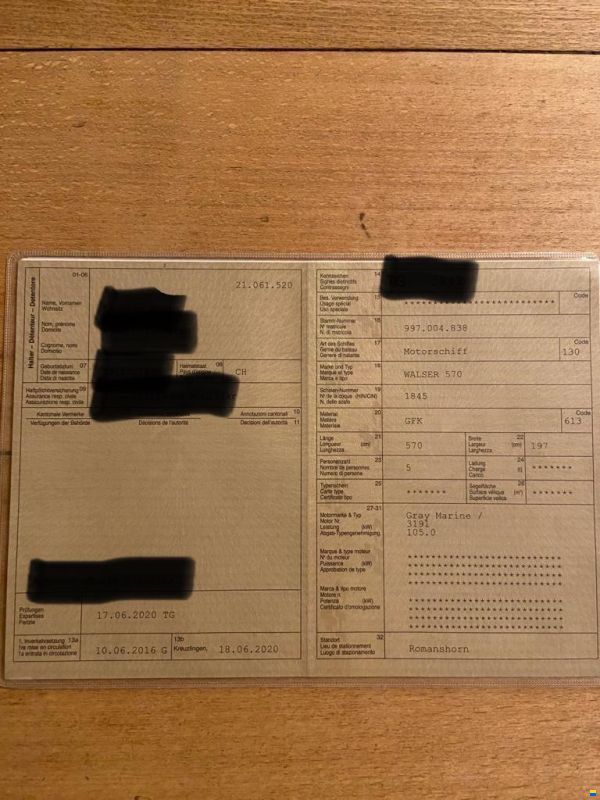 01-06
21.061.520
Halter – Détenteur – Detentore
Name, Vornamen
Wohnsitz
Nom, prénoms
Domicile
Cognome, nomi
Domicilio
Geburtsdatum 07
Date de naissance
Data di nascita
Heimatstaat 08
CH
Haftpflichtversicherung 09
Assurance resp. civile
Assicurazione resp. civile
Kantonale Vermerke
Annotazioni cantonali 10
Verfügungen der Behörde
Décisions de l'autorité
Decisioni dell'autorità 11
Prüfungen
Expertises
Perizie
17.06.2020 TG
1. Inverkehrsetzung 13a
1re mise en circulation
1a entrata in circolazione
10.06.2016 G
13b
Kreuzlingen, 18.06.2020
Kennzeichen 14
Signes distinctifs
Contrassegni
Bes. Verwendung 15
Usage spécial
Uso speciale
**************************
Code
Stamm-Nummer 16
N° matricule
N. di matricola
997.004.838
Art des Schiffes 17
Genre du bateau
Genere di natante
Motorschiff
Code
130
Marke und Typ 18
Marque et type
Marca e tipo
WALSER 570
Schalen-Nummer 19
N° de la coque (HIN/CIN)
N. dello scafo
1845
Material 20
Matière
Materiale
GFK
Code
613
Länge 21
Longueur (cm)
Lunghezza
570
Breite 22
Largeur (cm)
Larghezza
197
Personenzahl 23
Nombre de personnes
Numero di persone
5
Ladung 24
Charge (t)
Carico
*******
Typenschein 25
Carte type
Certificato tipo
*******
Segelfläche 26
Surface vélique (m²)
Superficie velica
*******
27-31
Motormarke & Typ
Motor Nr.
Leistung (kW)
Abgas-Typengenehmigung
Gray Marine /
3191
105.0
Marque & type moteur
N° du moteur
Puissance (kW)
Approbation de type
Marca & tipo motore
Motore n.
Potenza (kW)
Certificato d'omologazione
Standort 32
Lieu de stationnement
Luogo di stazionamento
Romanshorn